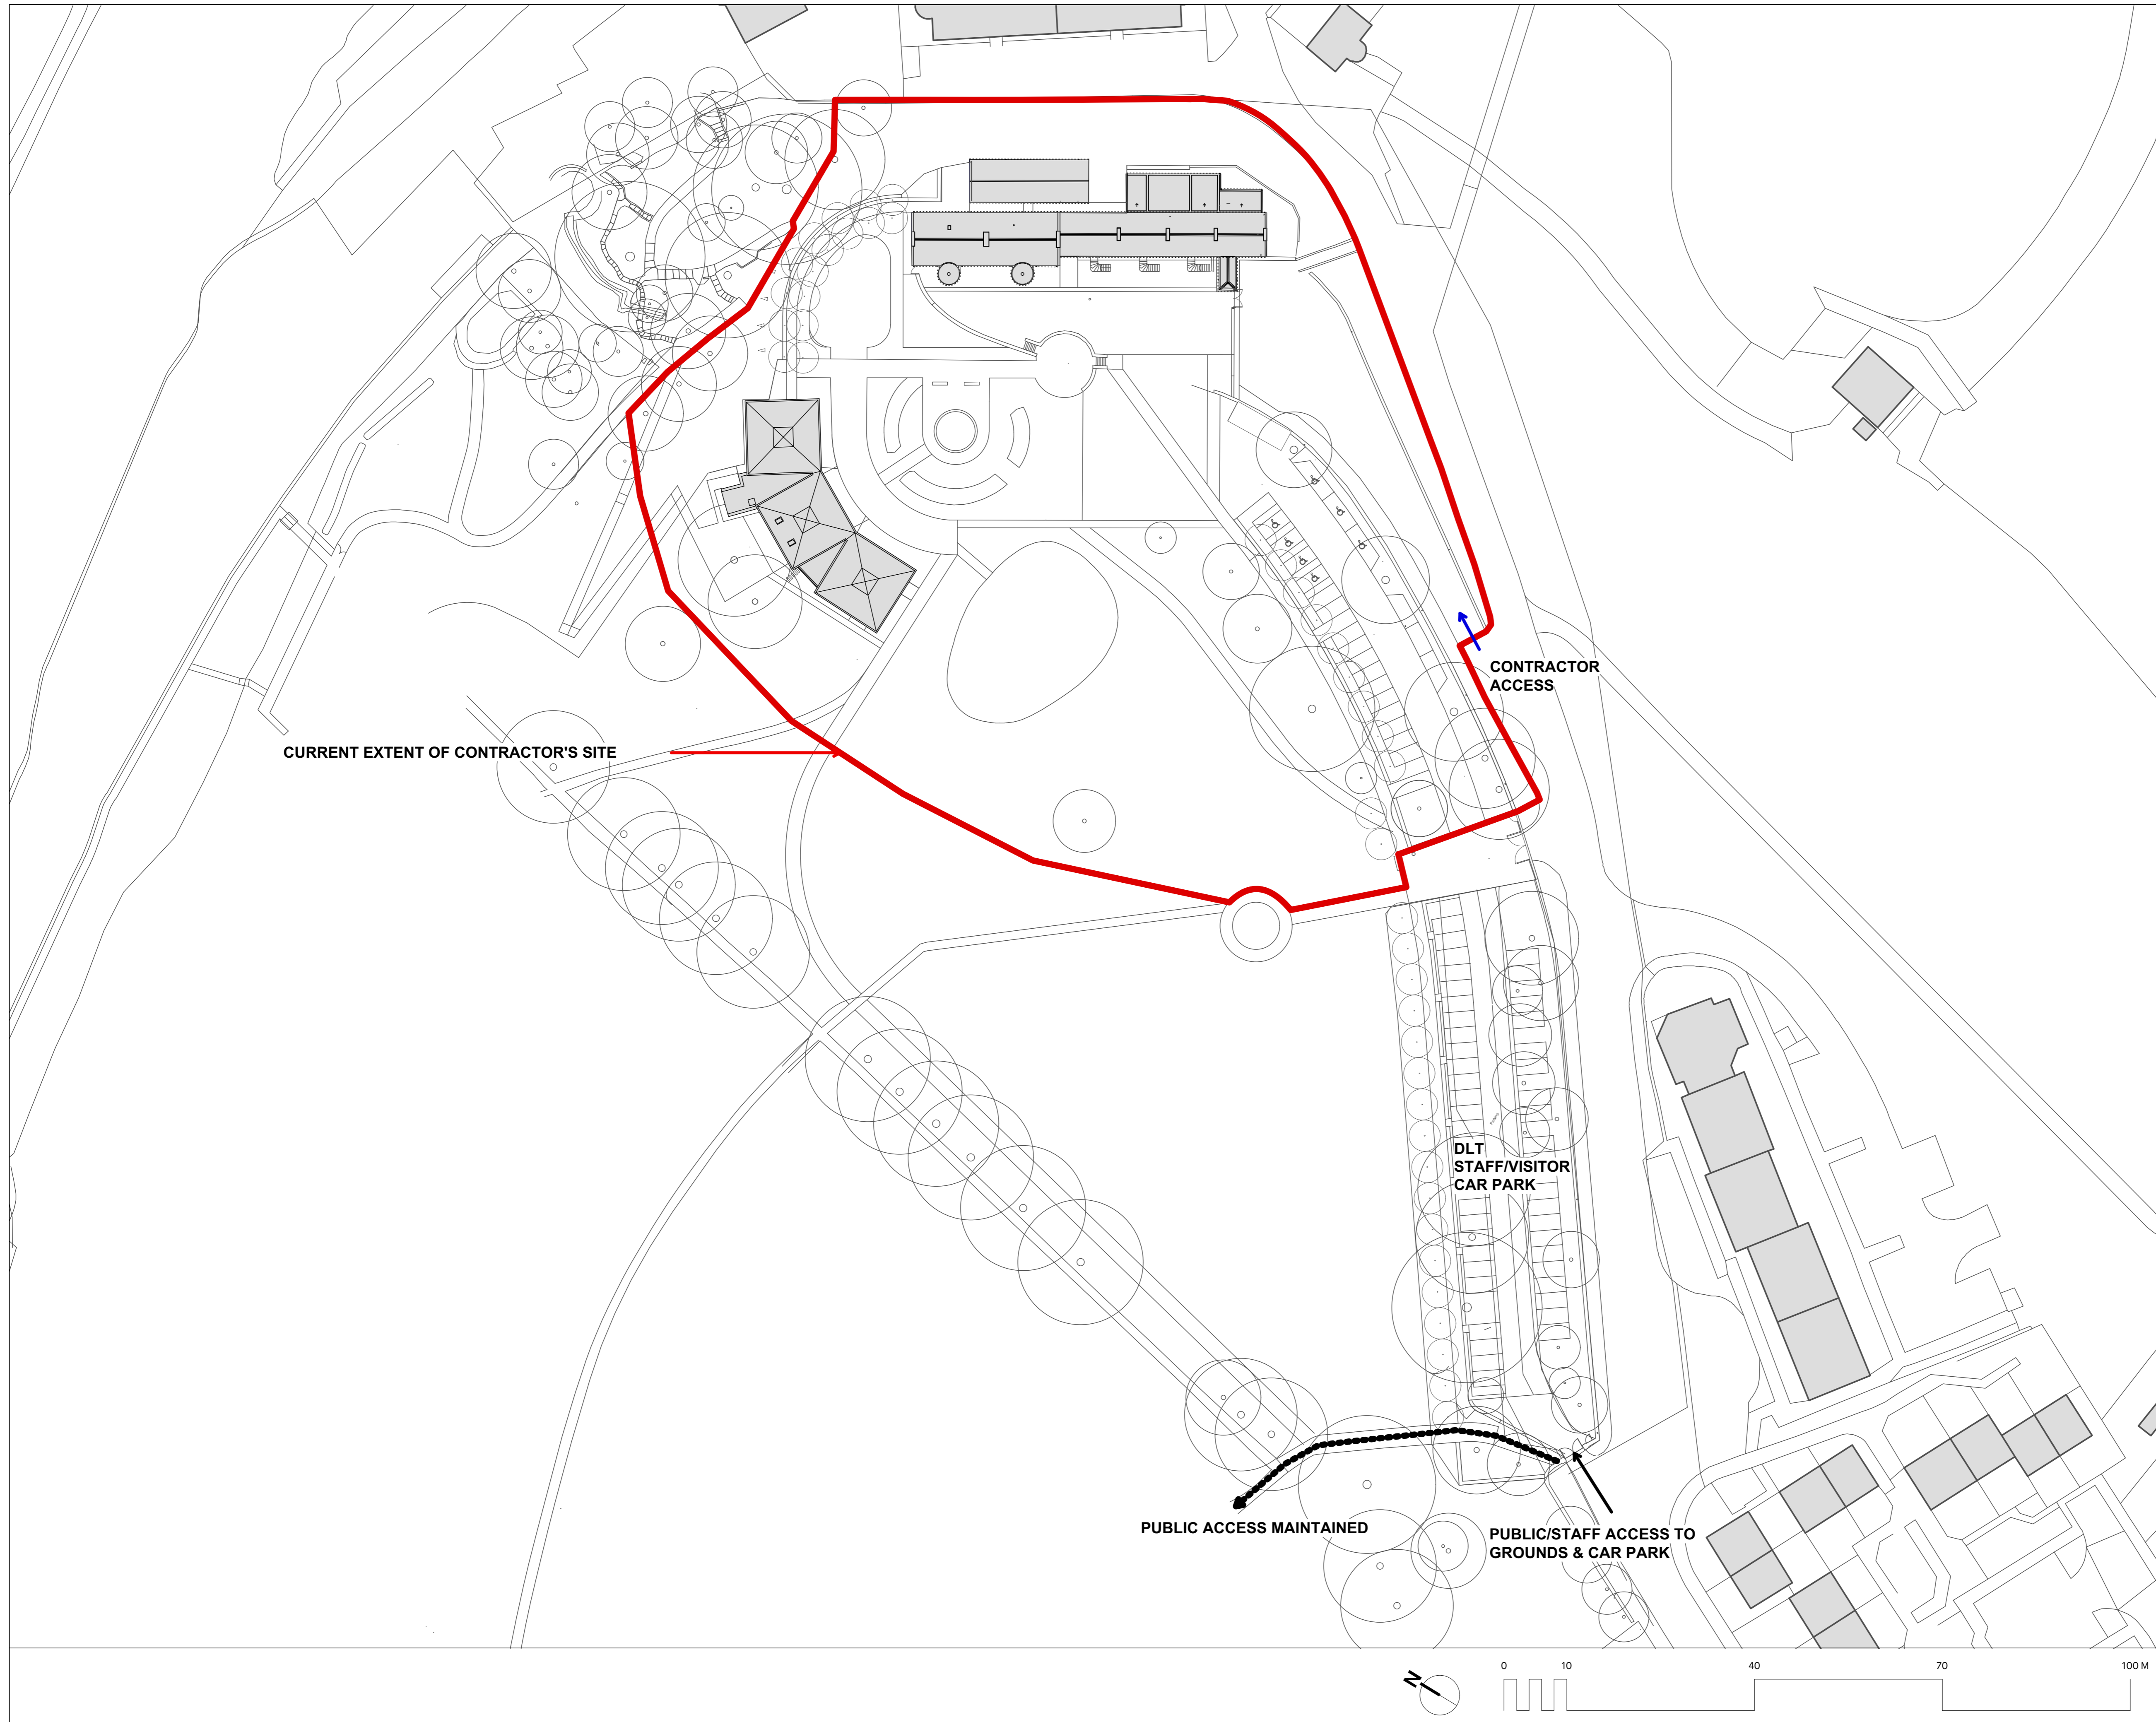 CONTRACTOR
ACCESS
CURRENT EXTENT OF CONTRACTOR'S SITE
DLT
STAFF/VISITOR
CAR PARK
PUBLIC ACCESS MAINTAINED
PUBLIC/STAFF ACCESS TO
GROUNDS & CAR PARK
N
0 10 40 70 100 M